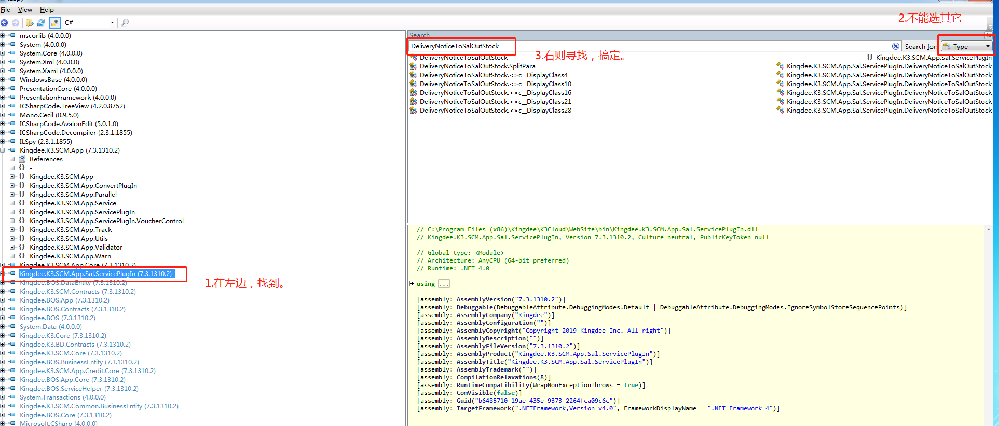 File View Help
C#
2.不能选其它
mscorlib (4.0.0.0)
System (4.0.0.0)
System.Core (4.0.0.0)
System.Xml (4.0.0.0)
System.Xaml (4.0.0.0)
WindowsBase (4.0.0.0)
PresentationCore (4.0.0.0)
PresentationFramework (4.0.0.0)
ICSharpCode.TreeView (4.2.0.8752)
Mono.Cecil (0.9.5.0)
ICSharpCode.AvalonEdit (5.0.1.0)
ICSharpCode.Decompiler (2.3.1.1855)
ILSpy (2.3.1.1855)
Kingdee.K3.SCM.App (7.3.1310.2)
References
{} -
{} Kingdee.K3.SCM.App
{} Kingdee.K3.SCM.App.ConvertPlugIn
{} Kingdee.K3.SCM.App.Parallel
{} Kingdee.K3.SCM.App.Service
{} Kingdee.K3.SCM.App.ServicePlugIn
{} Kingdee.K3.SCM.App.ServicePlugIn.VoucherControl
{} Kingdee.K3.SCM.App.Track
{} Kingdee.K3.SCM.App.Utils
{} Kingdee.K3.SCM.App.Validator
{} Kingdee.K3.SCM.App.Warn
Kingdee.K3.SCM.App.Core (7.3.1310.2)
Kingdee.K3.SCM.App.Sal.ServicePlugIn (7.3.1310.2)
1.在左边，找到。
Kingdee.BOS.DataEntity (7.3.1310.2)
Kingdee.K3.SCM.Contracts (7.3.1310.2)
Kingdee.BOS.App (7.3.1310.2)
Kingdee.BOS.Contracts (7.3.1310.2)
Kingdee.BOS (7.3.1310.2)
System.Data (4.0.0.0)
Kingdee.K3.Core (7.3.1310.2)
Kingdee.K3.BD.Contracts (7.3.1310.2)
Kingdee.K3.SCM.Core (7.3.1310.2)
Kingdee.BOS.BusinessEntity (7.3.1310.2)
Kingdee.K3.SCM.App.Credit.Core (7.3.1310.2)
Kingdee.BOS.App.Core (7.3.1310.2)
Kingdee.BOS.ServiceHelper (7.3.1310.2)
System.Transactions (4.0.0.0)
Kingdee.K3.SCM.Common.BusinessEntity (7.3.1310.2)
Kingdee.BOS.Core (7.3.1310.2)
Microsoft.CSharp (4.0.0.0)
Search
DeliveryNoticeToSalOutStock Search for: Type
3.右则寻找，搞定。
DeliveryNoticeToSalOutStock {} Kingdee.K3.SCM.App.Sal.ServicePlugIn
DeliveryNoticeToSalOutStock.SplitPara Kingdee.K3.SCM.App.Sal.ServicePlugIn.DeliveryNoticeToSalOutStock
DeliveryNoticeToSalOutStock.<>c__DisplayClass4 Kingdee.K3.SCM.App.Sal.ServicePlugIn.DeliveryNoticeToSalOutStock
DeliveryNoticeToSalOutStock.<>c__DisplayClass10 Kingdee.K3.SCM.App.Sal.ServicePlugIn.DeliveryNoticeToSalOutStock
DeliveryNoticeToSalOutStock.<>c__DisplayClass16 Kingdee.K3.SCM.App.Sal.ServicePlugIn.DeliveryNoticeToSalOutStock
DeliveryNoticeToSalOutStock.<>c__DisplayClass21 Kingdee.K3.SCM.App.Sal.ServicePlugIn.DeliveryNoticeToSalOutStock
DeliveryNoticeToSalOutStock.<>c__DisplayClass28 Kingdee.K3.SCM.App.Sal.ServicePlugIn.DeliveryNoticeToSalOutStock
// C:\Program Files (x86)\Kingdee\K3Cloud\WebSite\bin\Kingdee.K3.SCM.App.Sal.ServicePlugIn.dll
// Kingdee.K3.SCM.App.Sal.ServicePlugIn, Version=7.3.1310.2, Culture=neutral, PublicKeyToken=null
// Global type: <Module>
// Architecture: AnyCPU (64-bit preferred)
// Runtime: .NET 4.0
using ...
[assembly: AssemblyVersion("7.3.1310.2")]
[assembly: Debuggable(DebuggableAttribute.DebuggingModes.Default | DebuggableAttribute.DebuggingModes.IgnoreSymbolStoreSequencePoints)]
[assembly: AssemblyCompany("Kingdee")]
[assembly: AssemblyConfiguration("")]
[assembly: AssemblyCopyright("Copyright 2019 Kingdee Inc. All right")]
[assembly: AssemblyDescription("")]
[assembly: AssemblyFileVersion("7.3.1310.2")]
[assembly: AssemblyProduct("Kingdee.K3.SCM.App.Sal.ServicePlugIn")]
[assembly: AssemblyTitle("Kingdee.K3.SCM.App.Sal.ServicePlugIn")]
[assembly: AssemblyTrademark("")]
[assembly: CompilationRelaxations(8)]
[assembly: RuntimeCompatibility(WrapNonExceptionThrows = true)]
[assembly: ComVisible(false)]
[assembly: Guid("b6485710-19ae-435e-9373-2264fca09c6c")]
[assembly: TargetFramework(".NETFramework,Version=v4.0", FrameworkDisplayName = ".NET Framework 4")]